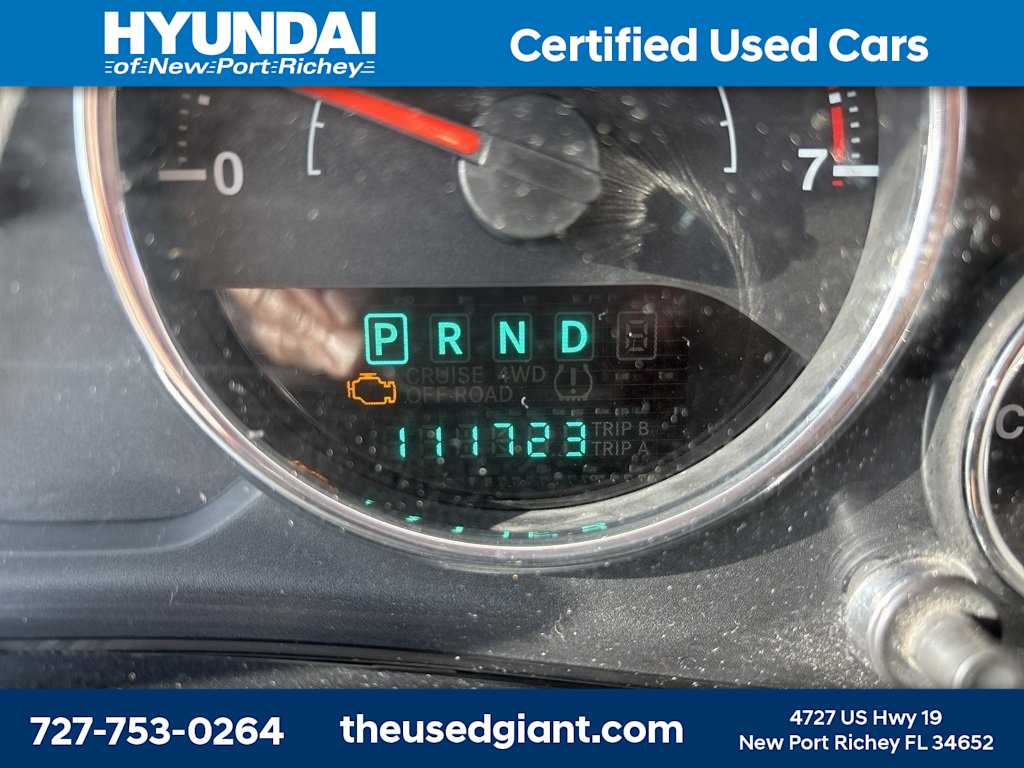 HYUNDAI
of New Port Richey
Certified Used Cars
0
7
P R N D
CRUISE 4WD
OFF ROAD
TRIP B
111723 TRIP A
C
727-753-0264
theusedgiant.com
4727 US Hwy 19
New Port Richey FL 34652